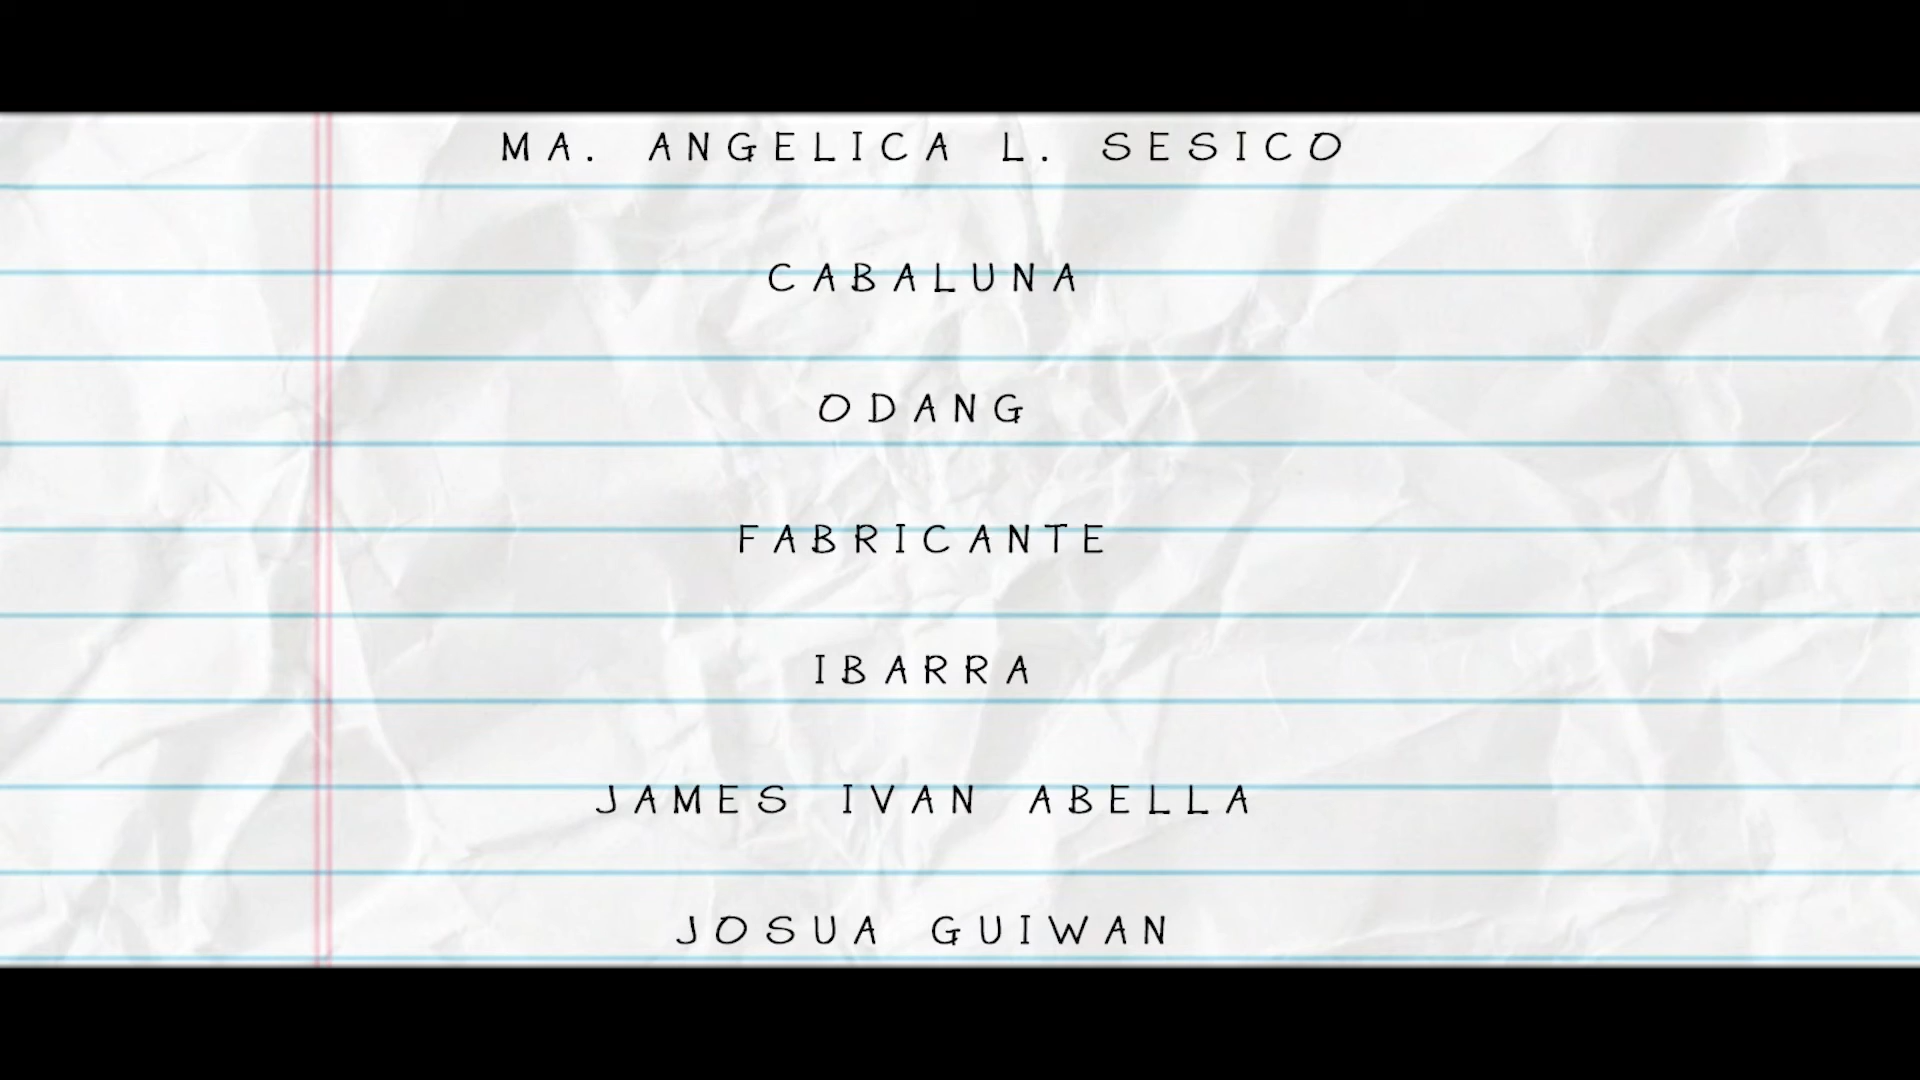 MA. ANGELICA L. SESICO
CABALUNA
ODANG
FABRICANTE
IBARRA
JAMES IVAN ABELLA
JOSUA GUIWAN